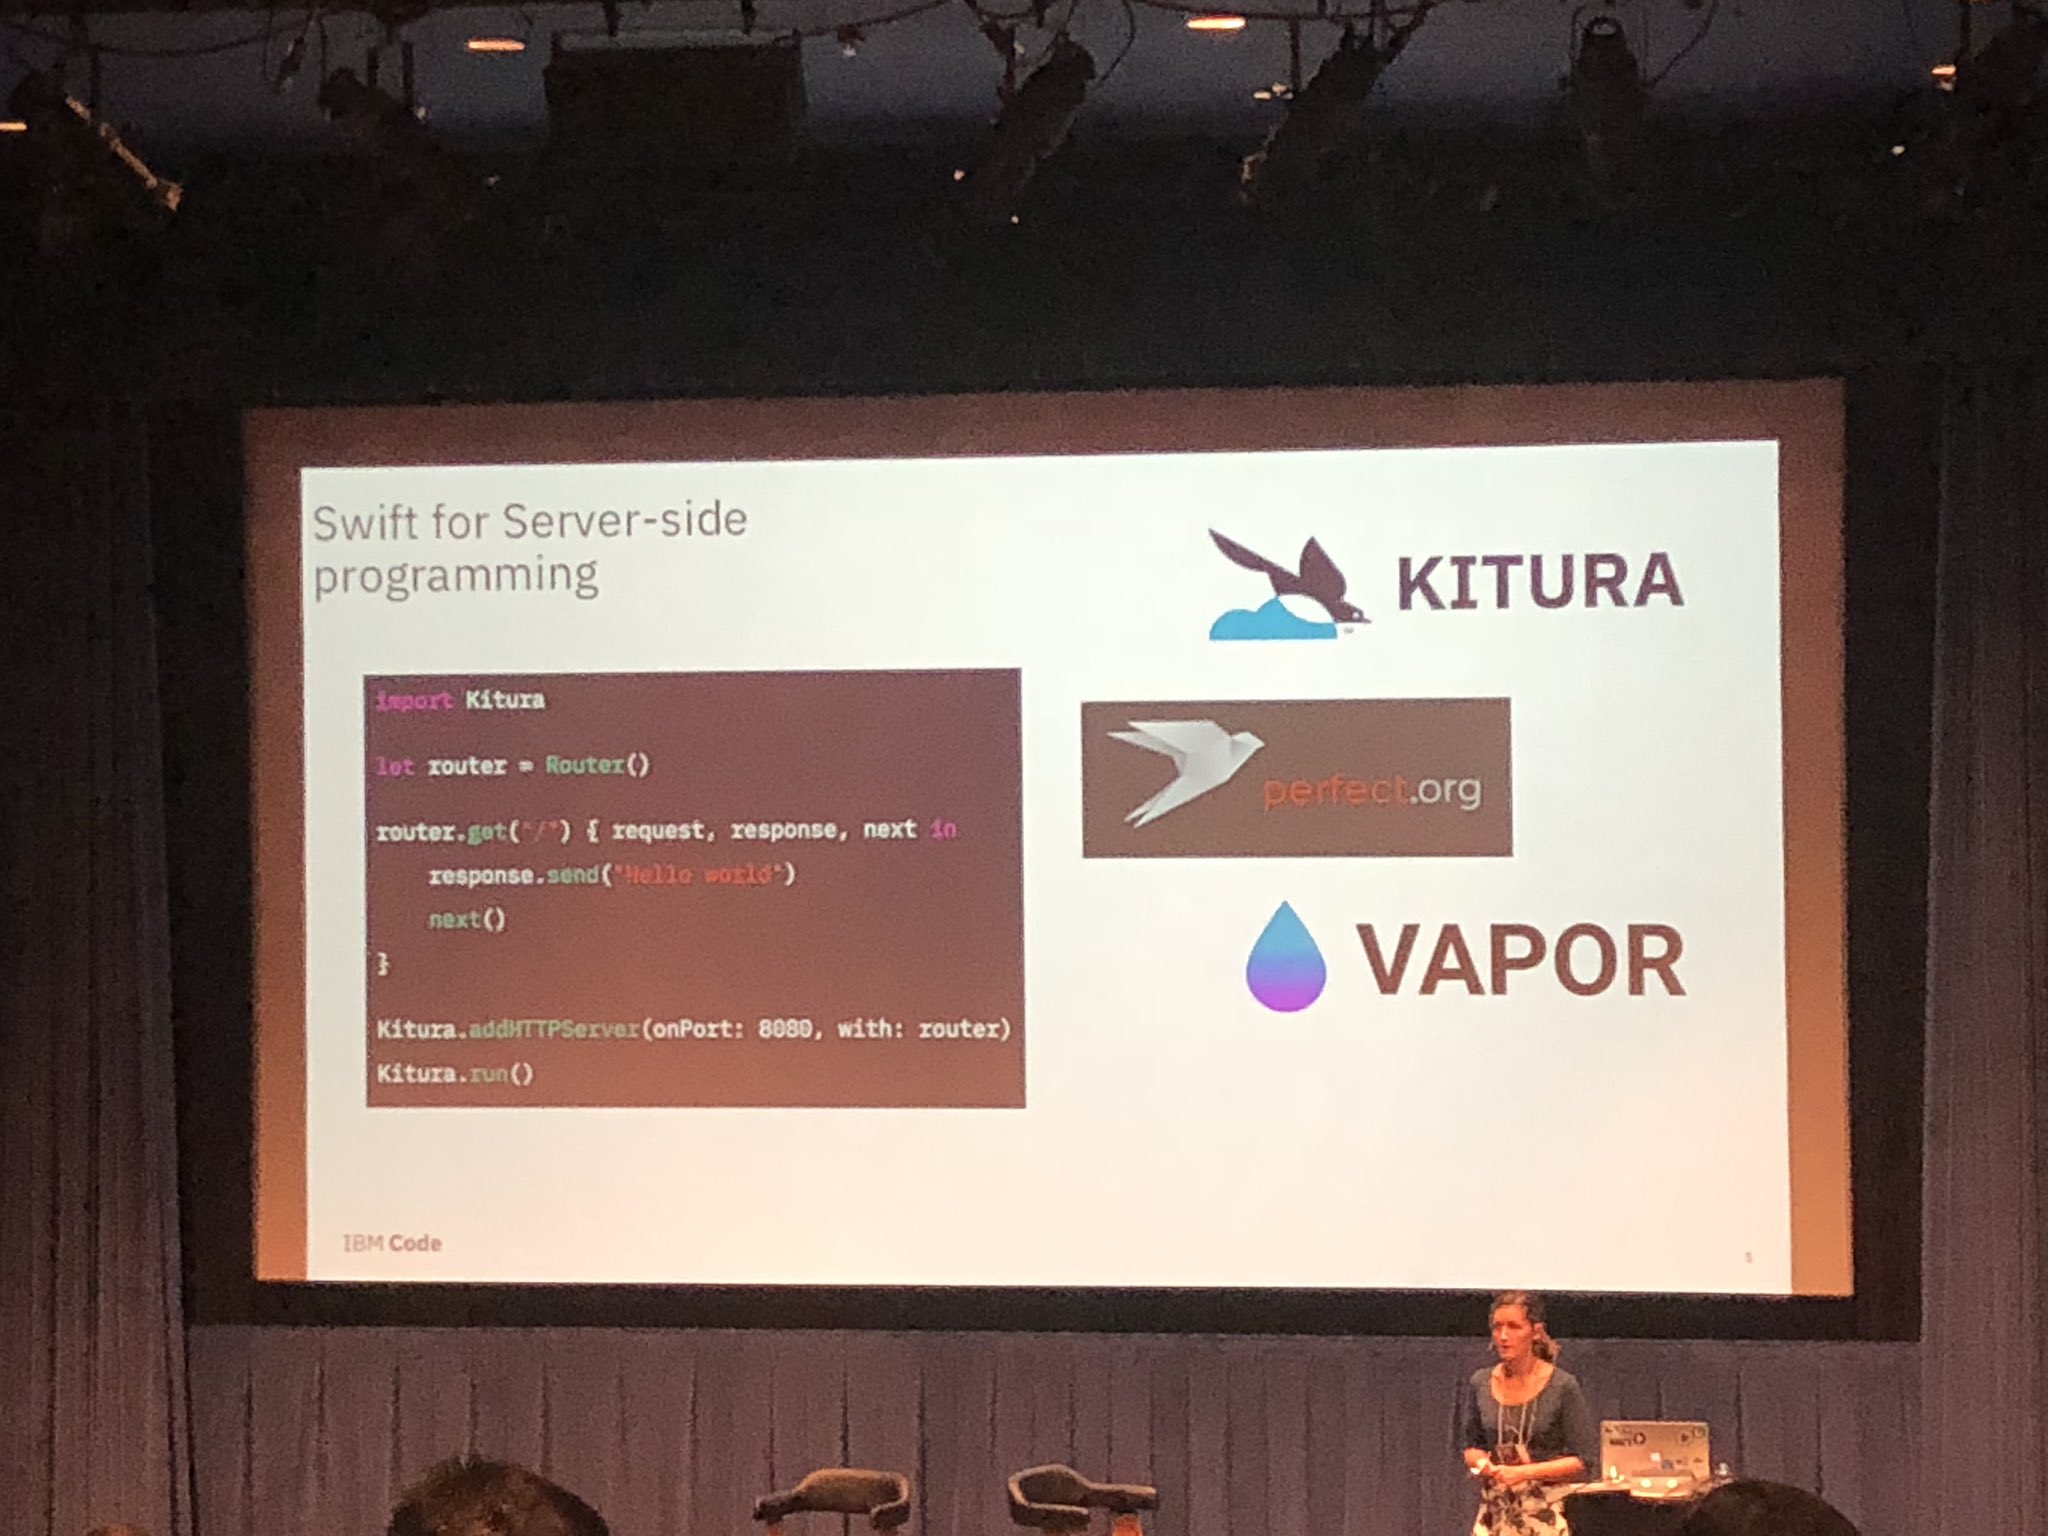 Swift for Server-side
programming
import Kitura
let router = Router()
router.get("/") { request, response, next in
response.send("Hello world")
next()
}
Kitura.addHTTPServer(onPort: 8080, with: router)
Kitura.run()
KITURA
perfect.org
VAPOR
IBM Code